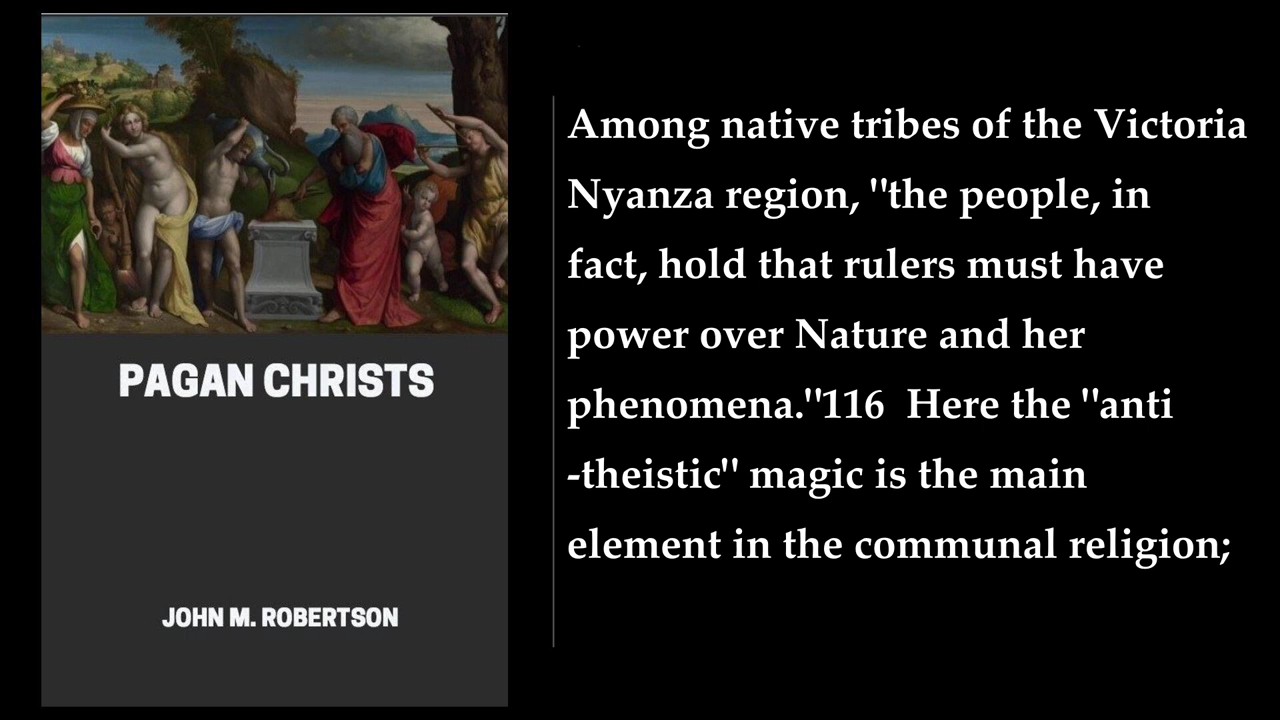 PAGAN CHRISTS
JOHN M. ROBERTSON
Among native tribes of the Victoria
Nyanza region, "the people, in
fact, hold that rulers must have
power over Nature and her
phenomena."116  Here the "anti
-theistic" magic is the main
element in the communal religion;